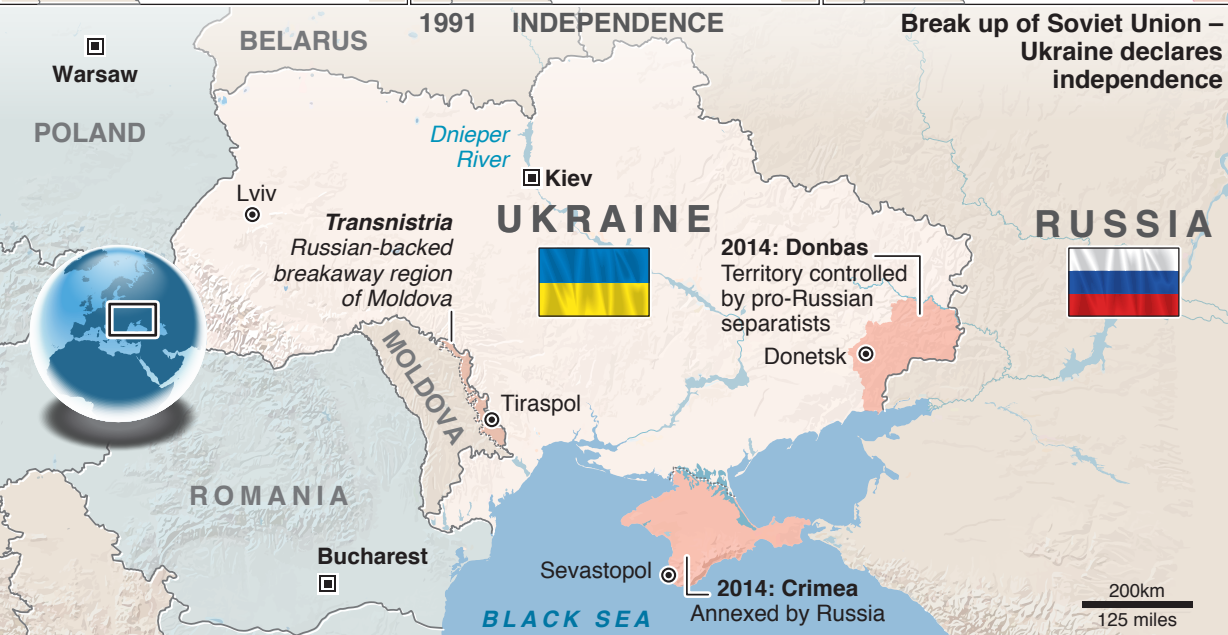 1991 INDEPENDENCE
Break up of Soviet Union –
Ukraine declares
independence
BELARUS
Warsaw
POLAND
Dnieper
River
Kiev
Lviv
UKRAINE
RUSSIA
Transnistria
Russian-backed
breakaway region
of Moldova
2014: Donbas
Territory controlled
by pro-Russian
separatists
Donetsk
MOLDOVA
Tiraspol
ROMANIA
Bucharest
Sevastopol
2014: Crimea
Annexed by Russia
BLACK SEA
200km
125 miles